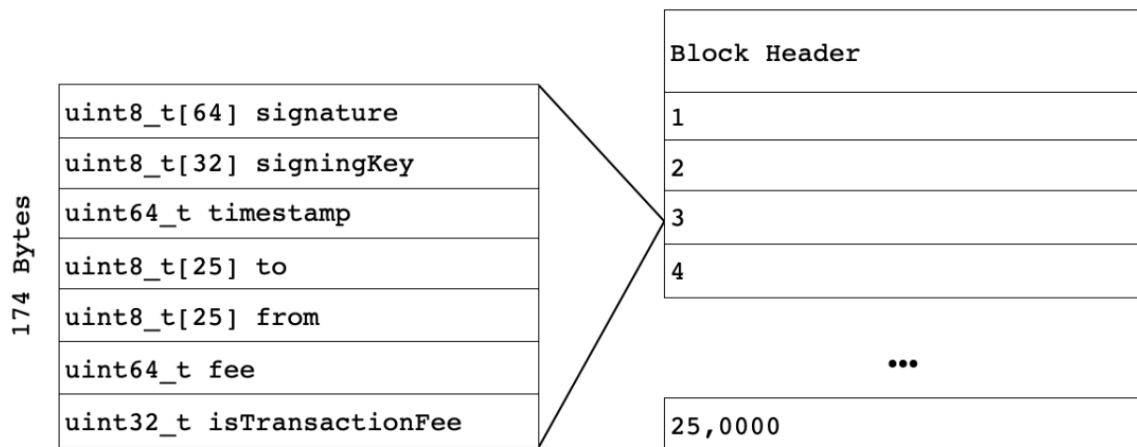 174 Bytes
uint8_t[64] signature
uint8_t[32] signingKey
uint64_t timestamp
uint8_t[25] to
uint8_t[25] from
uint64_t fee
uint32_t isTransactionFee
Block Header
1
2
3
4
...
25,0000